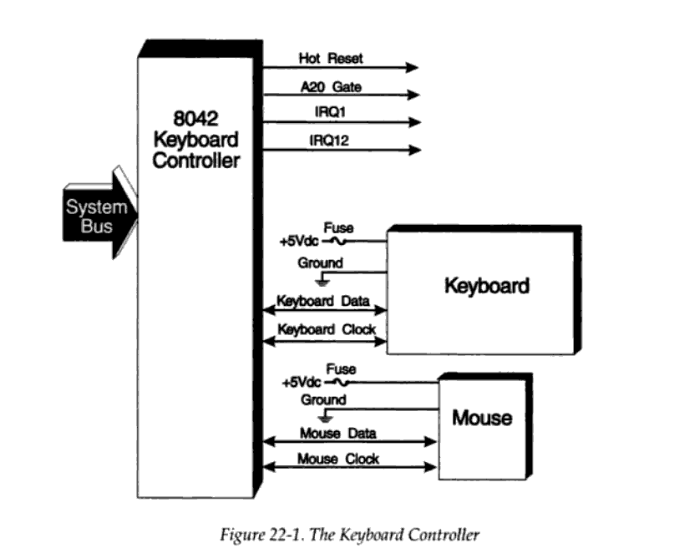 Hot Reset
A20 Gate
IRQ1
IRQ12
8042
Keyboard
Controller
System
Bus
Fuse
+5Vdc
Ground
Keyboard Data
Keyboard Clock
Keyboard
Fuse
+5Vdc
Ground
Mouse Data
Mouse Clock
Mouse
Figure 22-1. The Keyboard Controller